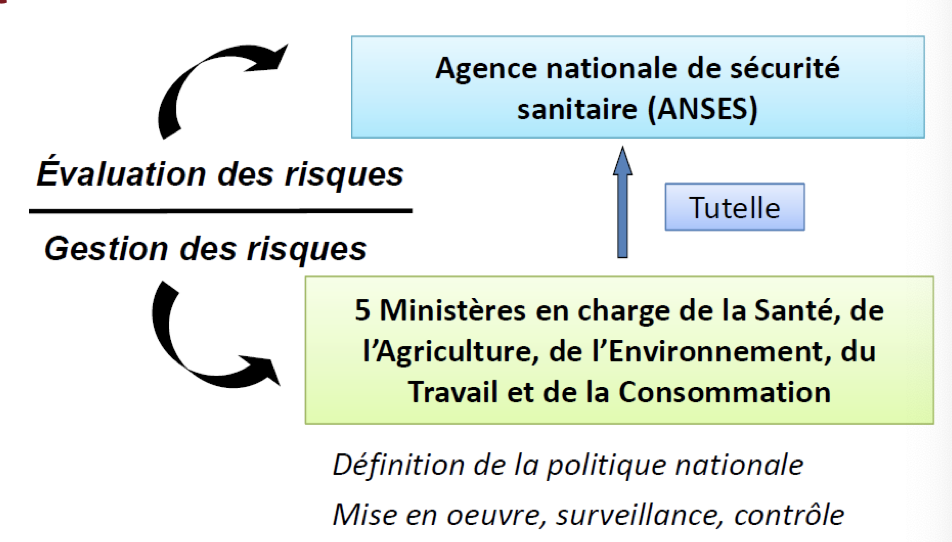 Agence nationale de sécurité
sanitaire (ANSES)
Évaluation des risques
Tutelle
Gestion des risques
5 Ministères en charge de la Santé, de
l’Agriculture, de l’Environnement, du
Travail et de la Consommation
Définition de la politique nationale
Mise en oeuvre, surveillance, contrôle